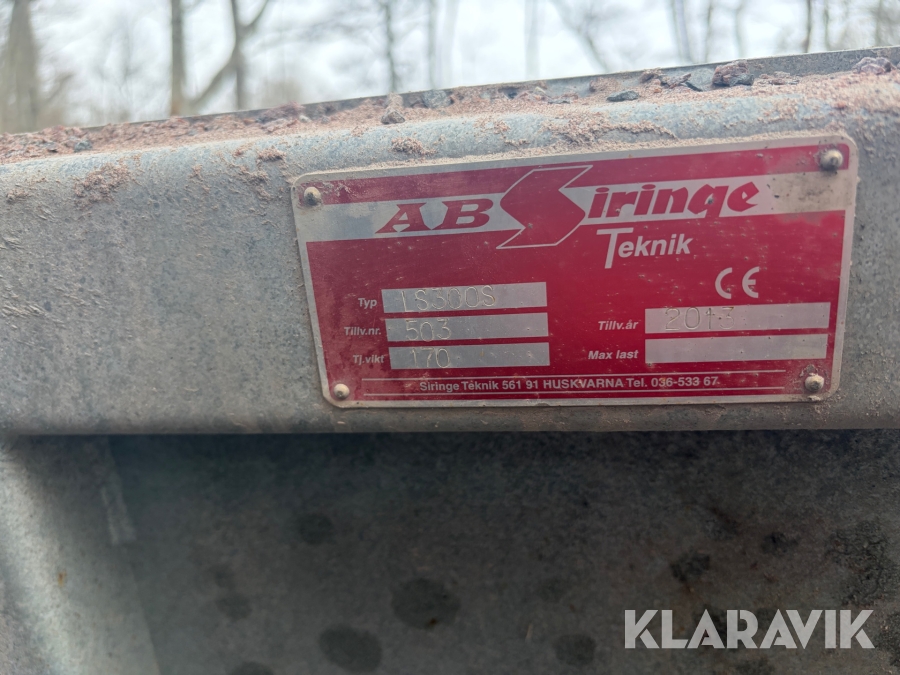 AB Siringe
Teknik
CE
Typ LS300S
Tillv.nr. 503
Tillv.år 2013
Tj.vikt 170
Max last
Siringe Teknik 561 91 HUSKVARNA Tel. 036-533 67
KLARAVIK